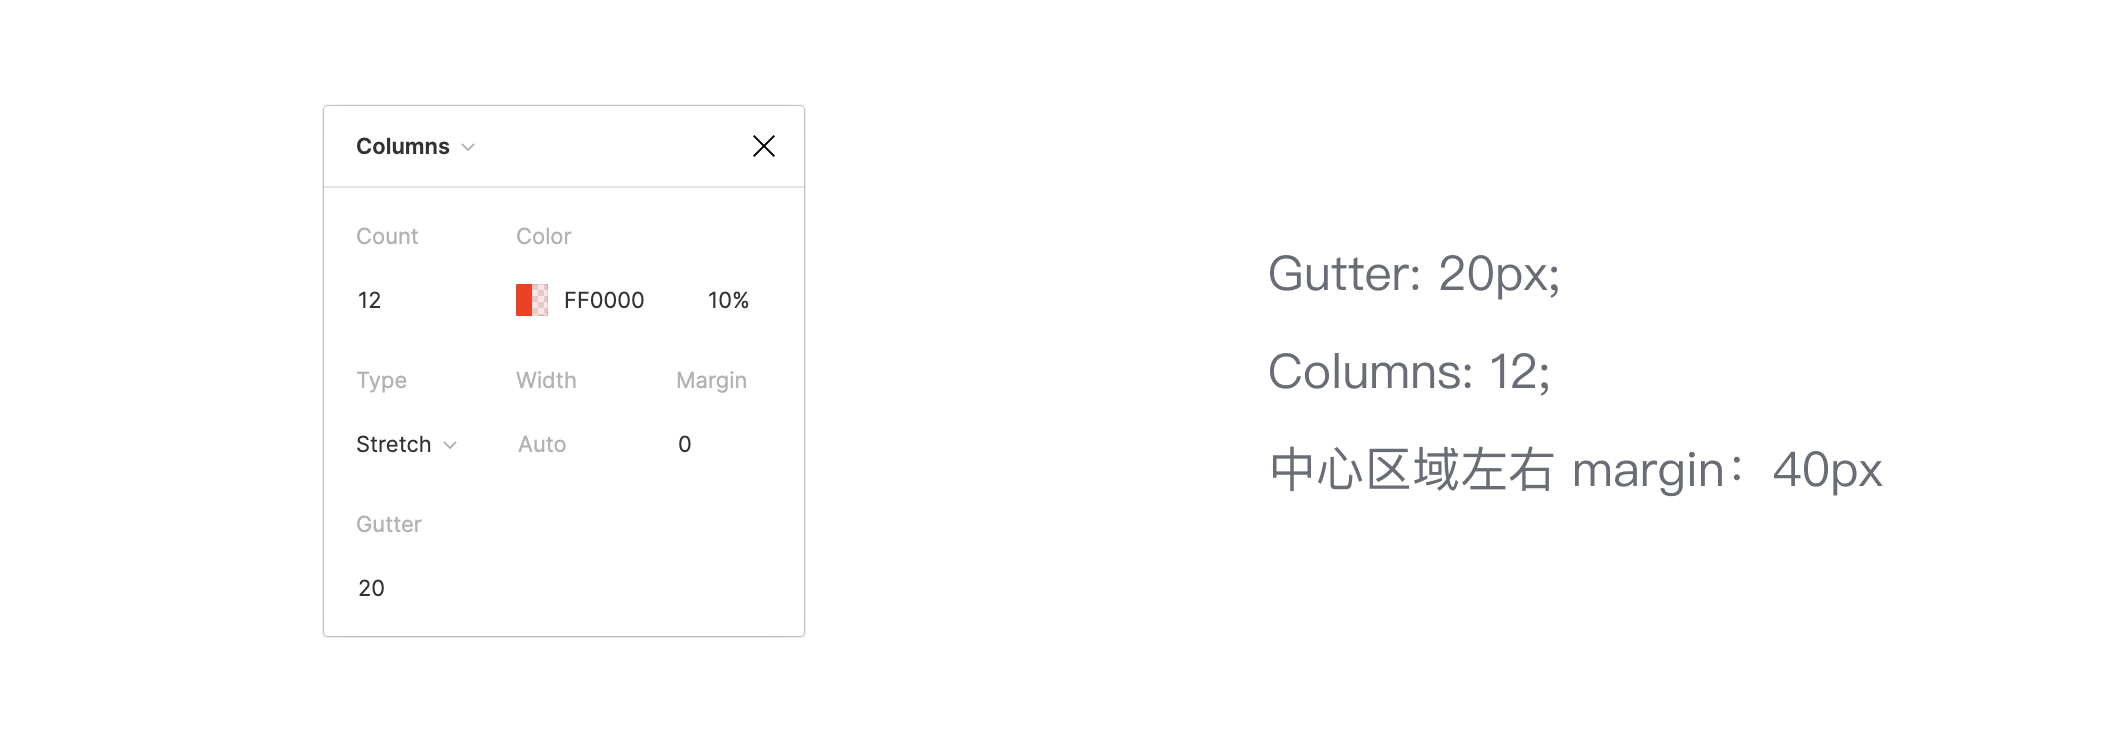 Columns
Count Color
12 FF0000 10%
Type Width Margin
Stretch Auto 0
Gutter
20
Gutter: 20px;
Columns: 12;
中心区域左右 margin：40px